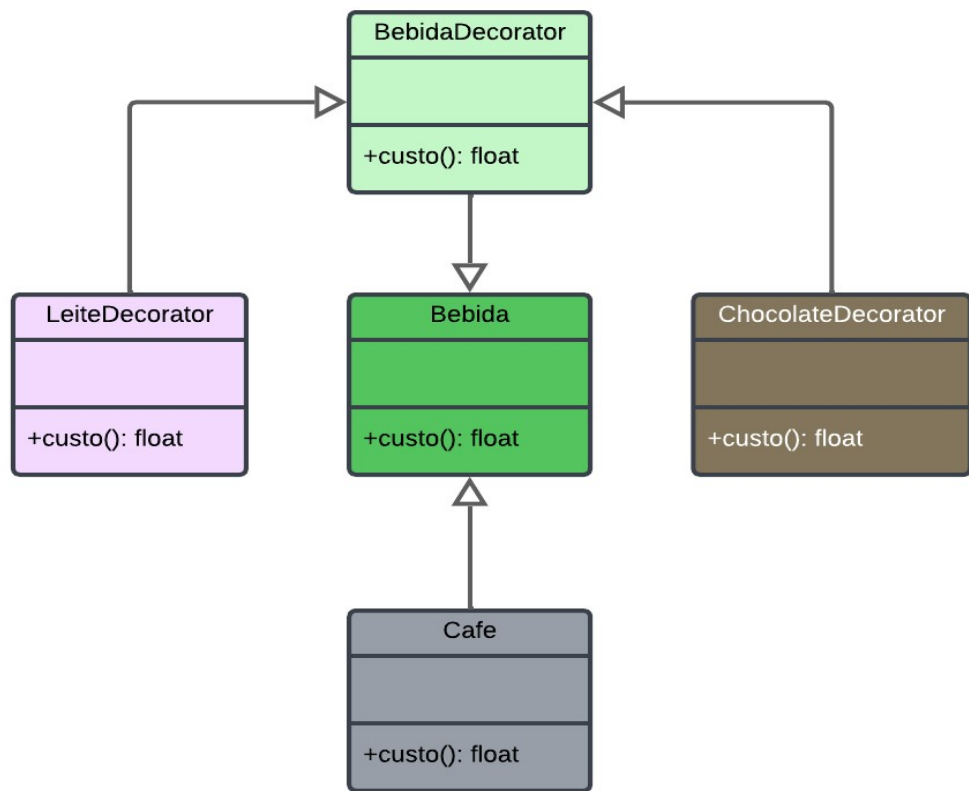 BebidaDecorator
+custo(): float
LeiteDecorator
+custo(): float
Bebida
+custo(): float
ChocolateDecorator
+custo(): float
Cafe
+custo(): float